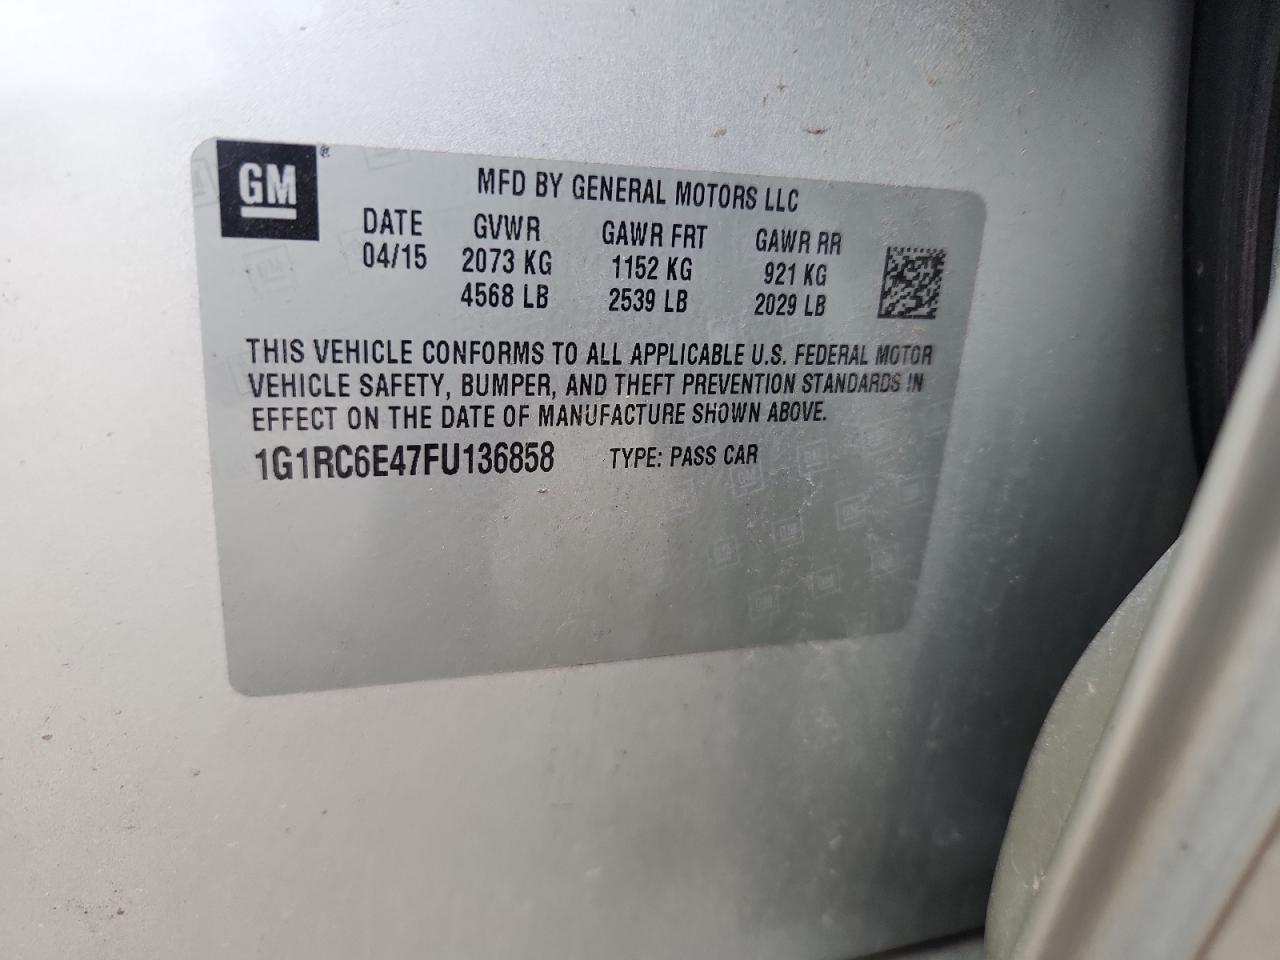 GM
MFD BY GENERAL MOTORS LLC
DATE GVWR GAWR FRT GAWR RR
04/15 2073 KG 1152 KG 921 KG
4568 LB 2539 LB 2029 LB
THIS VEHICLE CONFORMS TO ALL APPLICABLE U.S. FEDERAL MOTOR
VEHICLE SAFETY, BUMPER, AND THEFT PREVENTION STANDARDS IN
EFFECT ON THE DATE OF MANUFACTURE SHOWN ABOVE.
1G1RC6E47FU136858 TYPE: PASS CAR